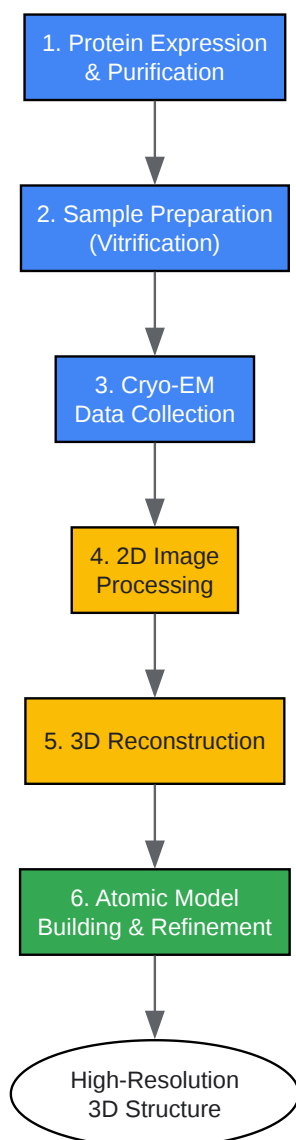 1. Protein Expression
& Purification
2. Sample Preparation
(Vitrification)
3. Cryo-EM
Data Collection
4. 2D Image
Processing
5. 3D Reconstruction
6. Atomic Model
Building & Refinement
High-Resolution
3D Structure